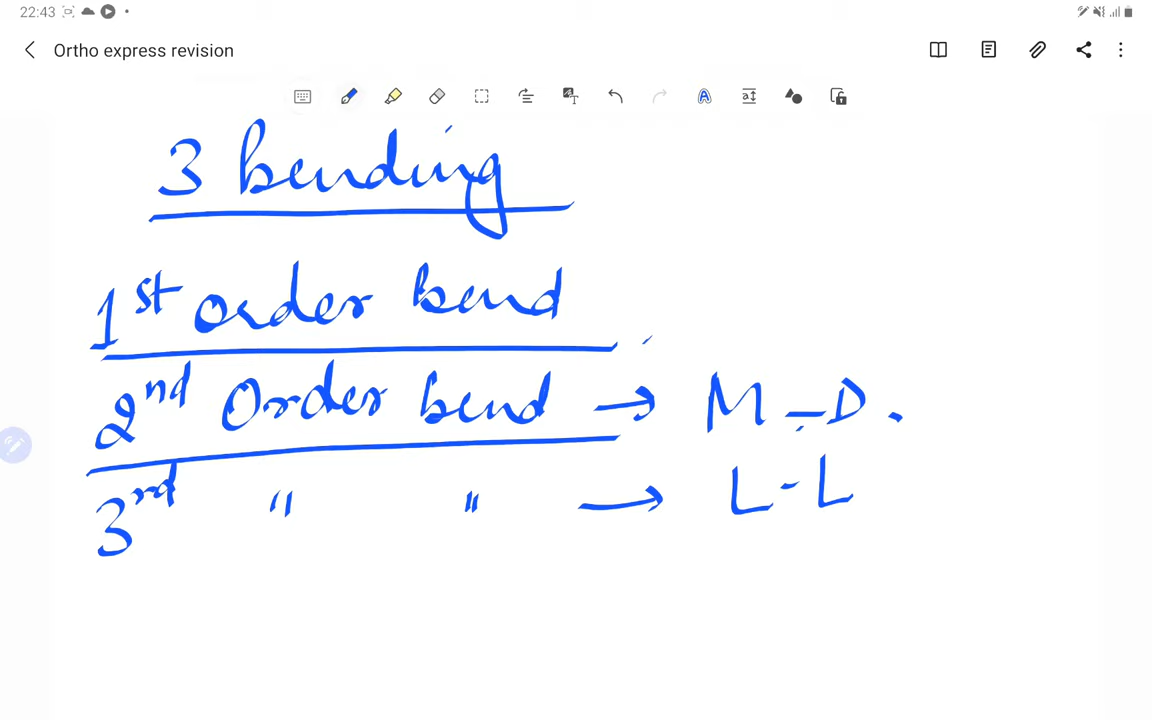 22:43
Ortho express revision
3 bending
1st order bend
2nd Order bend → M - D.
3rd " " → L - L